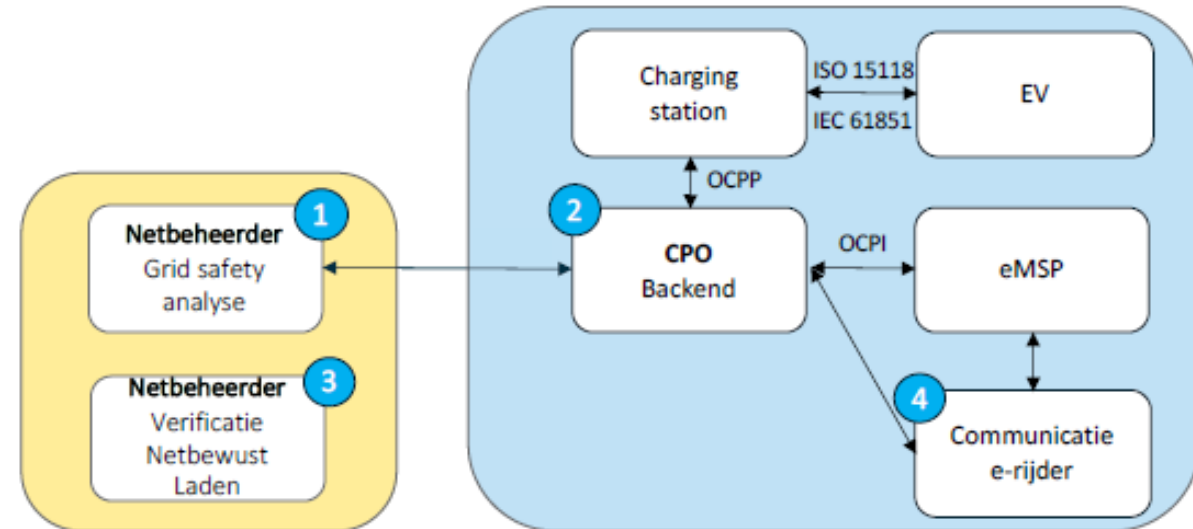 Charging
station
ISO 15118
IEC 61851
EV
OCPP
1
Netbeheerder
Grid safety
analyse
2
CPO
Backend
OCPI
eMSP
3
Netbeheerder
Verificatie
Netbewust
Laden
4
Communicatie
e-rijder